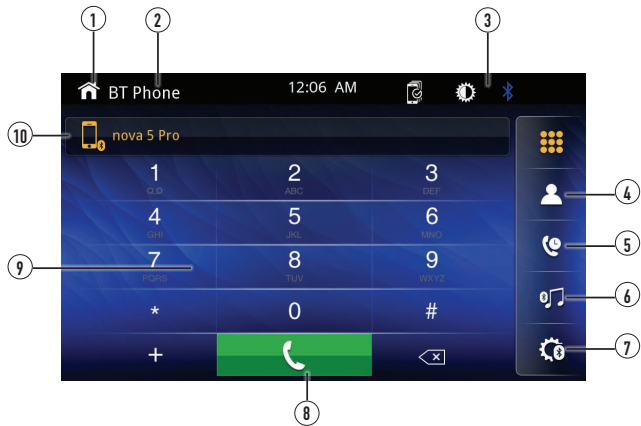 1 2 3
BT Phone 12:06 AM
10 nova 5 Pro
1 2 3
Q,D ABC DEF
4
4 5 6
GHI JKL MNO
5
9 7 8 9
PQRS TUV WXYZ
6
* 0 #
7
+
8